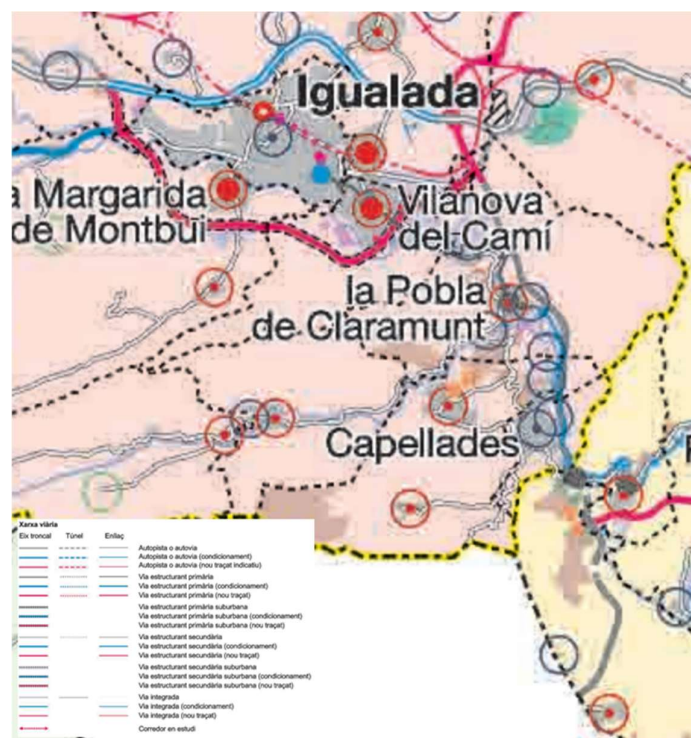 Igualada
a Margarida
de Montbui
Vilanova
del Camí
la Pobla
de Claramunt
Capellades
Xarxa viària
Eix troncal Túnel Enllaç
Autopista o autovia
Autopista o autovia (condicionament)
Autopista o autovia (nou traçat indicatiu)
Via estructurant primària
Via estructurant primària (condicionament)
Via estructurant primària (nou traçat)
Via estructurant primària suburbana
Via estructurant primària suburbana (condicionament)
Via estructurant primària suburbana (nou traçat)
Via estructurant secundària
Via estructurant secundària (condicionament)
Via estructurant secundària (nou traçat)
Via estructurant secundària suburbana
Via estructurant secundària suburbana (condicionament)
Via estructurant secundària suburbana (nou traçat)
Via integrada
Via integrada (condicionament)
Via integrada (nou traçat)
Corredor en estudi